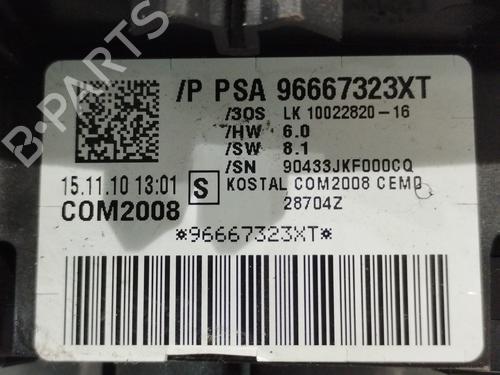 B-PARTS
/P PSA 96667323XT
/3OS LK 10022820-16
/HW 6.0
/SW 8.1
/SN 90433JKF000CQ
15.11.10 13:01 S KOSTAL COM2008 CEM0
COM2008 28704Z
*96667323XT*